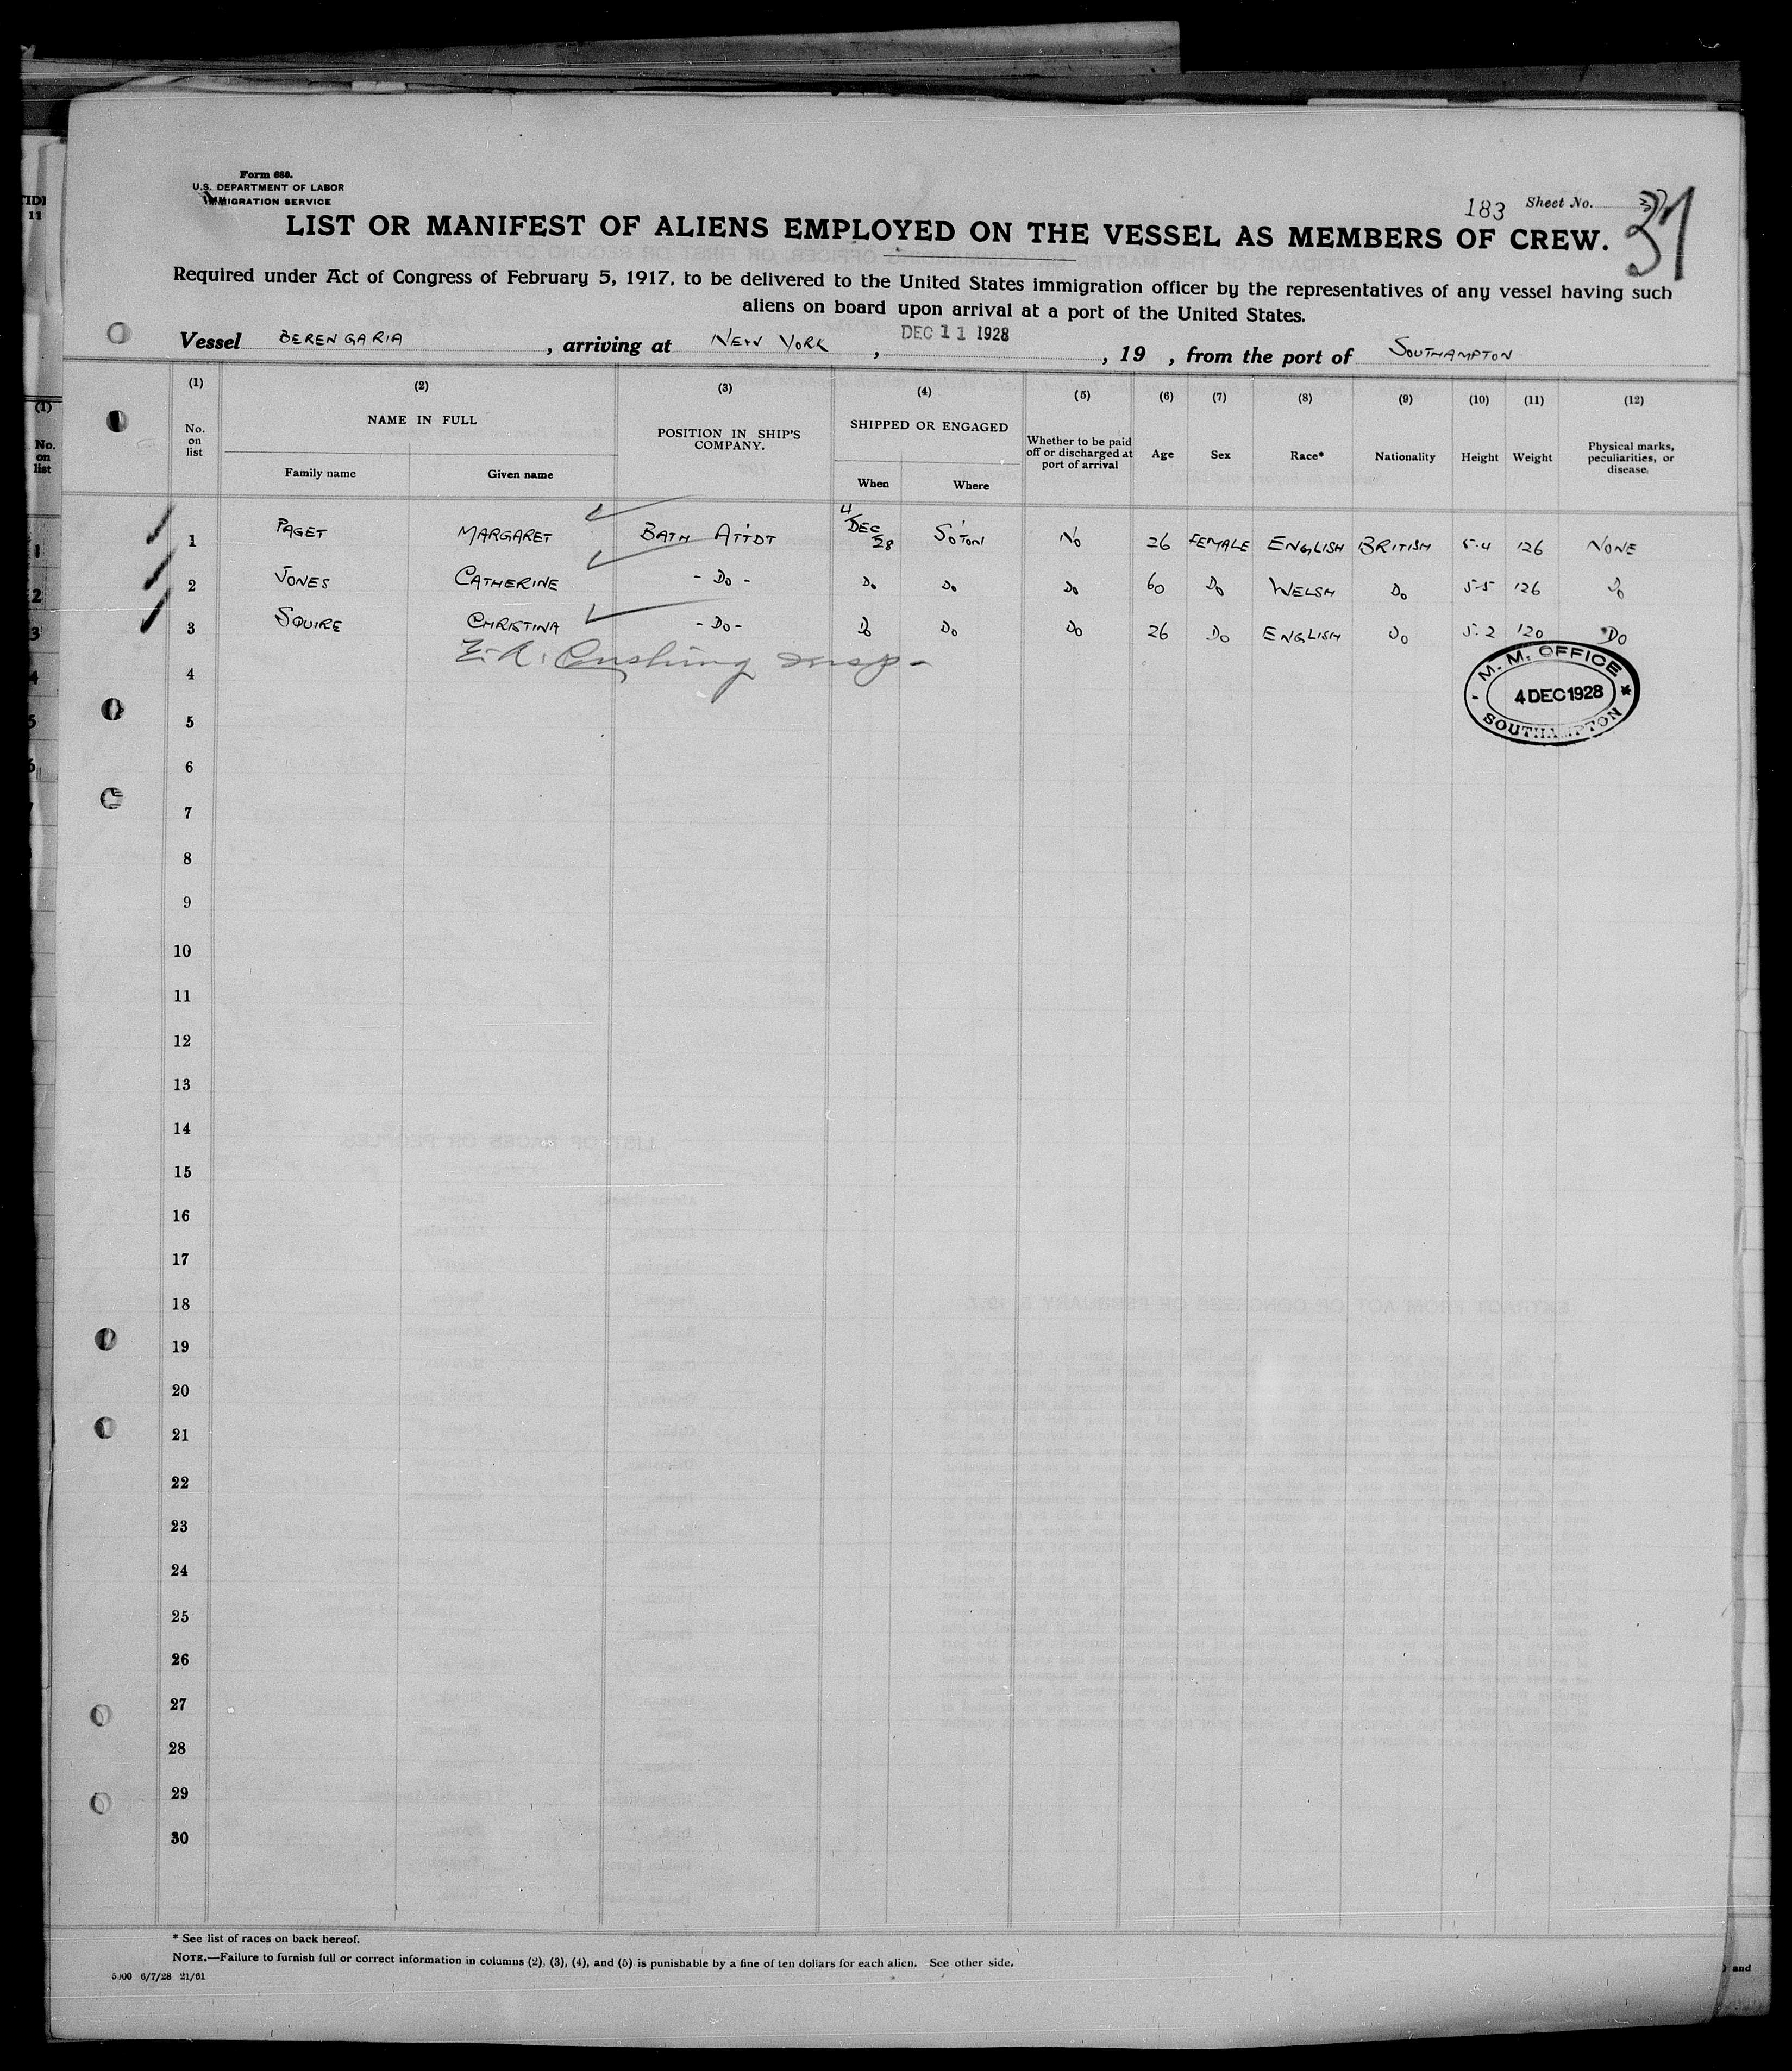 Form 689.
U.S. DEPARTMENT OF LABOR
IMMIGRATION SERVICE
183 Sheet No.
LIST OR MANIFEST OF ALIENS EMPLOYED ON THE VESSEL AS MEMBERS OF CREW.
Required under Act of Congress of February 5, 1917, to be delivered to the United States immigration officer by the representatives of any vessel having such
aliens on board upon arrival at a port of the United States.
Vessel BERENGARIA, arriving at NEW YORK, DEC 11 1928, 19 , from the port of SOUTHAMPTON
(1) (2) (3) (4) (5) (6) (7) (8) (9) (10) (11) (12)
No. on list NAME IN FULL Family name Given name POSITION IN SHIP'S COMPANY. SHIPPED OR ENGAGED When Where Whether to be paid off or discharged at port of arrival Age Sex Race* Nationality Height Weight Physical marks, peculiarities, or disease.
1 PAGET MARGARET BATH ATTDT 4/DEC 28 SO'TON NO 26 FEMALE ENGLISH BRITISH 5.4 126 NONE
2 JONES CATHERINE - DO - DO DO DO 60 DO WELSH DO 5-5 126 DO
3 SQUIRE CHRISTINA - DO - DO DO DO 26 DO ENGLISH DO 5.2 120 DO
Cushing insp-
M. M. OFFICE
4 DEC 1928
SOUTHAMPTON
4
5
6
7
8
9
10
11
12
13
14
15
16
17
18
19
20
21
22
23
24
25
26
27
28
29
30
* See list of races on back hereof.
NOTE.—Failure to furnish full or correct information in columns (2), (3), (4), and (5) is punishable by a fine of ten dollars for each alien. See other side.
6/7/28 21/61